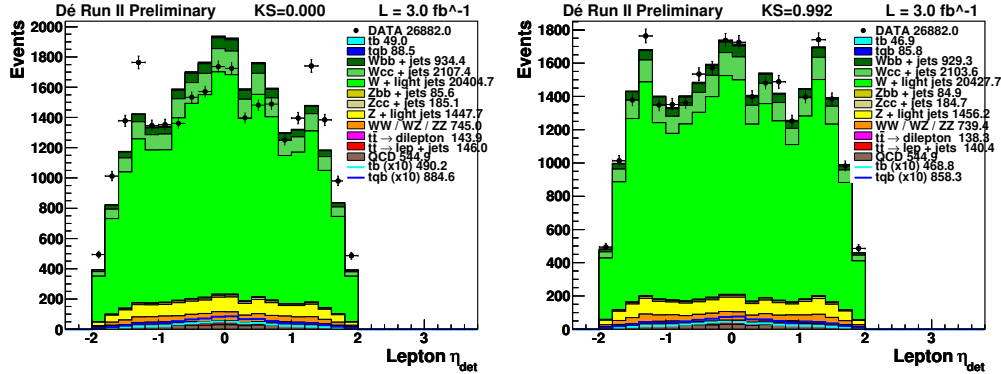 Dé Run II Preliminary KS=0.000 L = 3.0 fb^-1
Events
2000
1800
1600
1400
1200
1000
800
600
400
200
0
DATA 26882.0
tb 49.0
tqb 88.5
Wbb + jets 934.4
Wcc + jets 2107.4
W + light jets 20404.7
Zbb + jets 85.6
Zcc + jets 185.1
Z + light jets 1447.7
WW / WZ / ZZ 745.0
tt → dilepton 143.9
tt → lep + jets 146.0
QCD 544.9
tb (x10) 490.2
tqb (x10) 884.6
-2 -1 0 1 2 3
Lepton ηdet
Dé Run II Preliminary KS=0.992 L = 3.0 fb^-1
Events
1800
1600
1400
1200
1000
800
600
400
200
0
DATA 26882.0
tb 46.9
tqb 85.8
Wbb + jets 929.3
Wcc + jets 2103.6
W + light jets 20427.7
Zbb + jets 84.9
Zcc + jets 184.7
Z + light jets 1456.2
WW / WZ / ZZ 739.4
tt → dilepton 138.3
tt → lep + jets 140.4
QCD 544.9
tb (x10) 468.8
tqb (x10) 858.3
-2 -1 0 1 2 3
Lepton ηdet